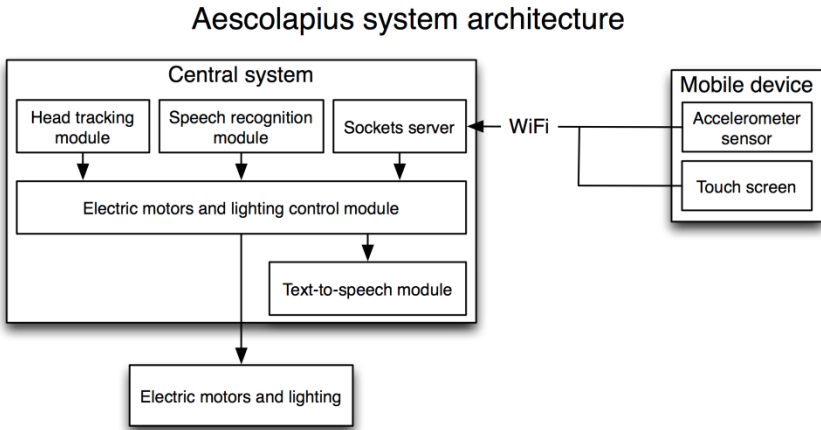 Aescolapius system architecture
Central system
Head tracking
module
Speech recognition
module
Sockets server
WiFi
Mobile device
Accelerometer
sensor
Touch screen
Electric motors and lighting control module
Text-to-speech module
Electric motors and lighting